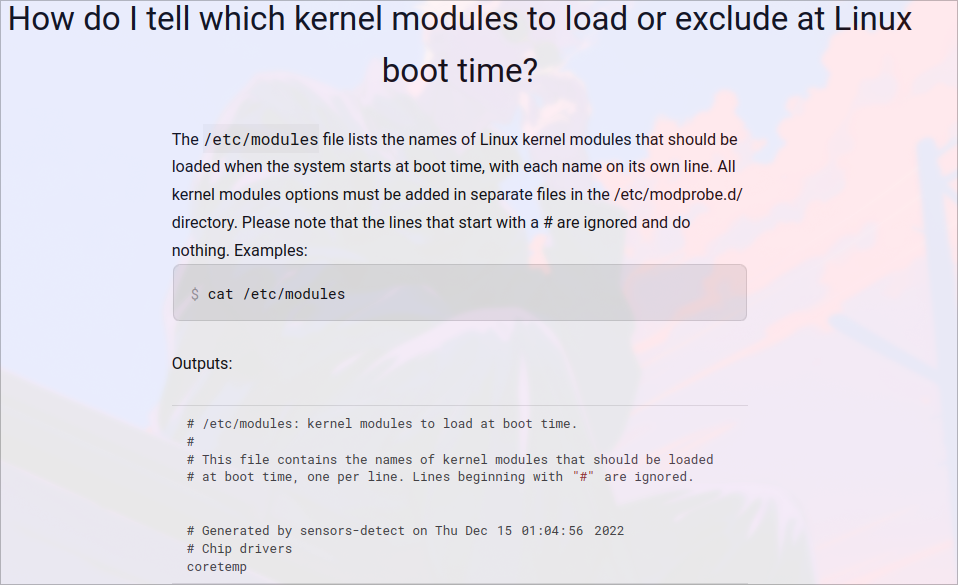 How do I tell which kernel modules to load or exclude at Linux
boot time?
The /etc/modules file lists the names of Linux kernel modules that should be
loaded when the system starts at boot time, with each name on its own line. All
kernel modules options must be added in separate files in the /etc/modprobe.d/
directory. Please note that the lines that start with a # are ignored and do
nothing. Examples:
$ cat /etc/modules
Outputs:
# /etc/modules: kernel modules to load at boot time.
#
# This file contains the names of kernel modules that should be loaded
# at boot time, one per line. Lines beginning with "#" are ignored.
# Generated by sensors-detect on Thu Dec 15 01:04:56 2022
# Chip drivers
coretemp